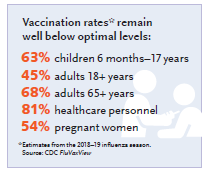 Vaccination rates* remain
well below optimal levels:
63% children 6 months–17 years
45% adults 18+ years
68% adults 65+ years
81% healthcare personnel
54% pregnant women
*Estimates from the 2018–19 influenza season.
Source: CDC FluVaxView